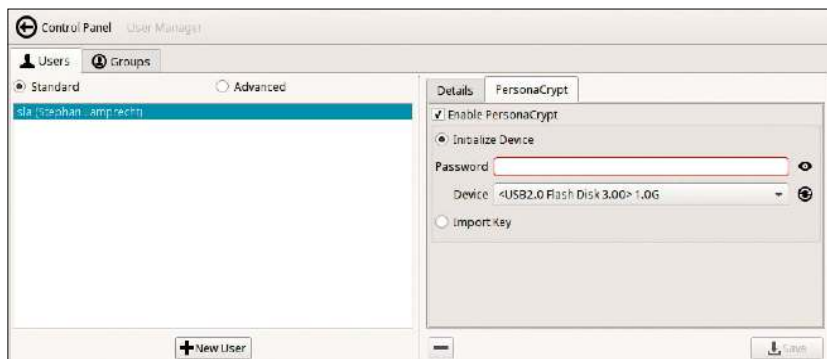 Control Panel User Manager
Users Groups
Standard Advanced
sla (Stephan Lamprecht)
New User
Details PersonaCrypt
Enable PersonaCrypt
Initialize Device
Password
Device <USB2.0 Flash Disk 3.00> 1.0G
Import Key
Save